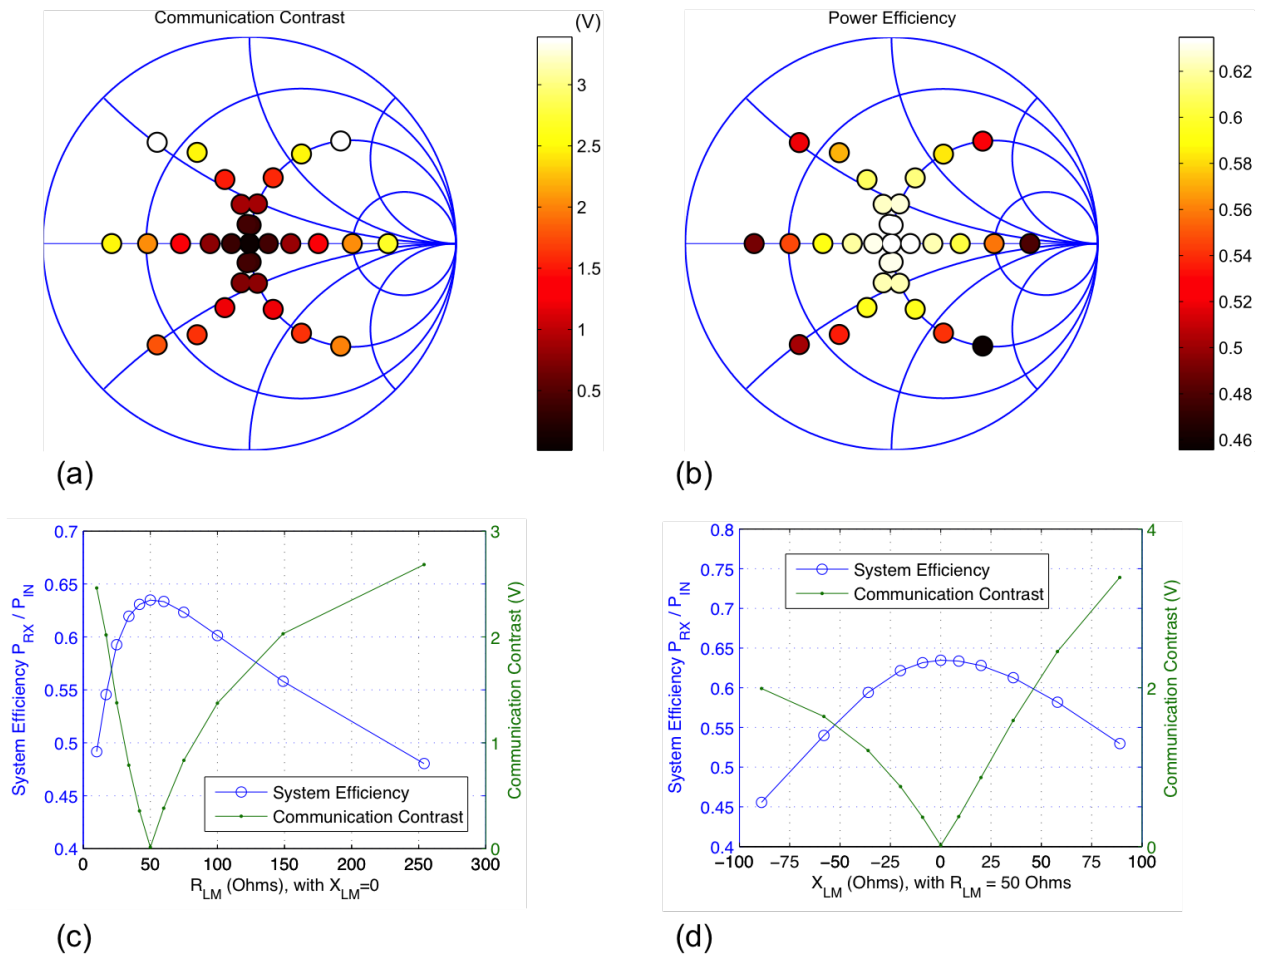 Communication Contrast
(V)
3
2.5
2
1.5
1
0.5
(a)
Power Efficiency
0.62
0.6
0.58
0.56
0.54
0.52
0.5
0.48
0.46
(b)
0.7
0.65
0.6
0.55
0.5
0.45
0.4
System Efficiency P_RX / P_IN
3
2
1
0
Communication Contrast (V)
System Efficiency
Communication Contrast
0 50 100 150 200 250 300
R_LM (Ohms), with X_LM=0
(c)
0.8
0.75
0.7
0.65
0.6
0.55
0.5
0.45
0.4
System Efficiency P_RX / P_IN
4
2
0
Communication Contrast (V)
System Efficiency
Communication Contrast
−100 −75 −50 −25 0 25 50 75 100
X_LM (Ohms), with R_LM = 50 Ohms
(d)